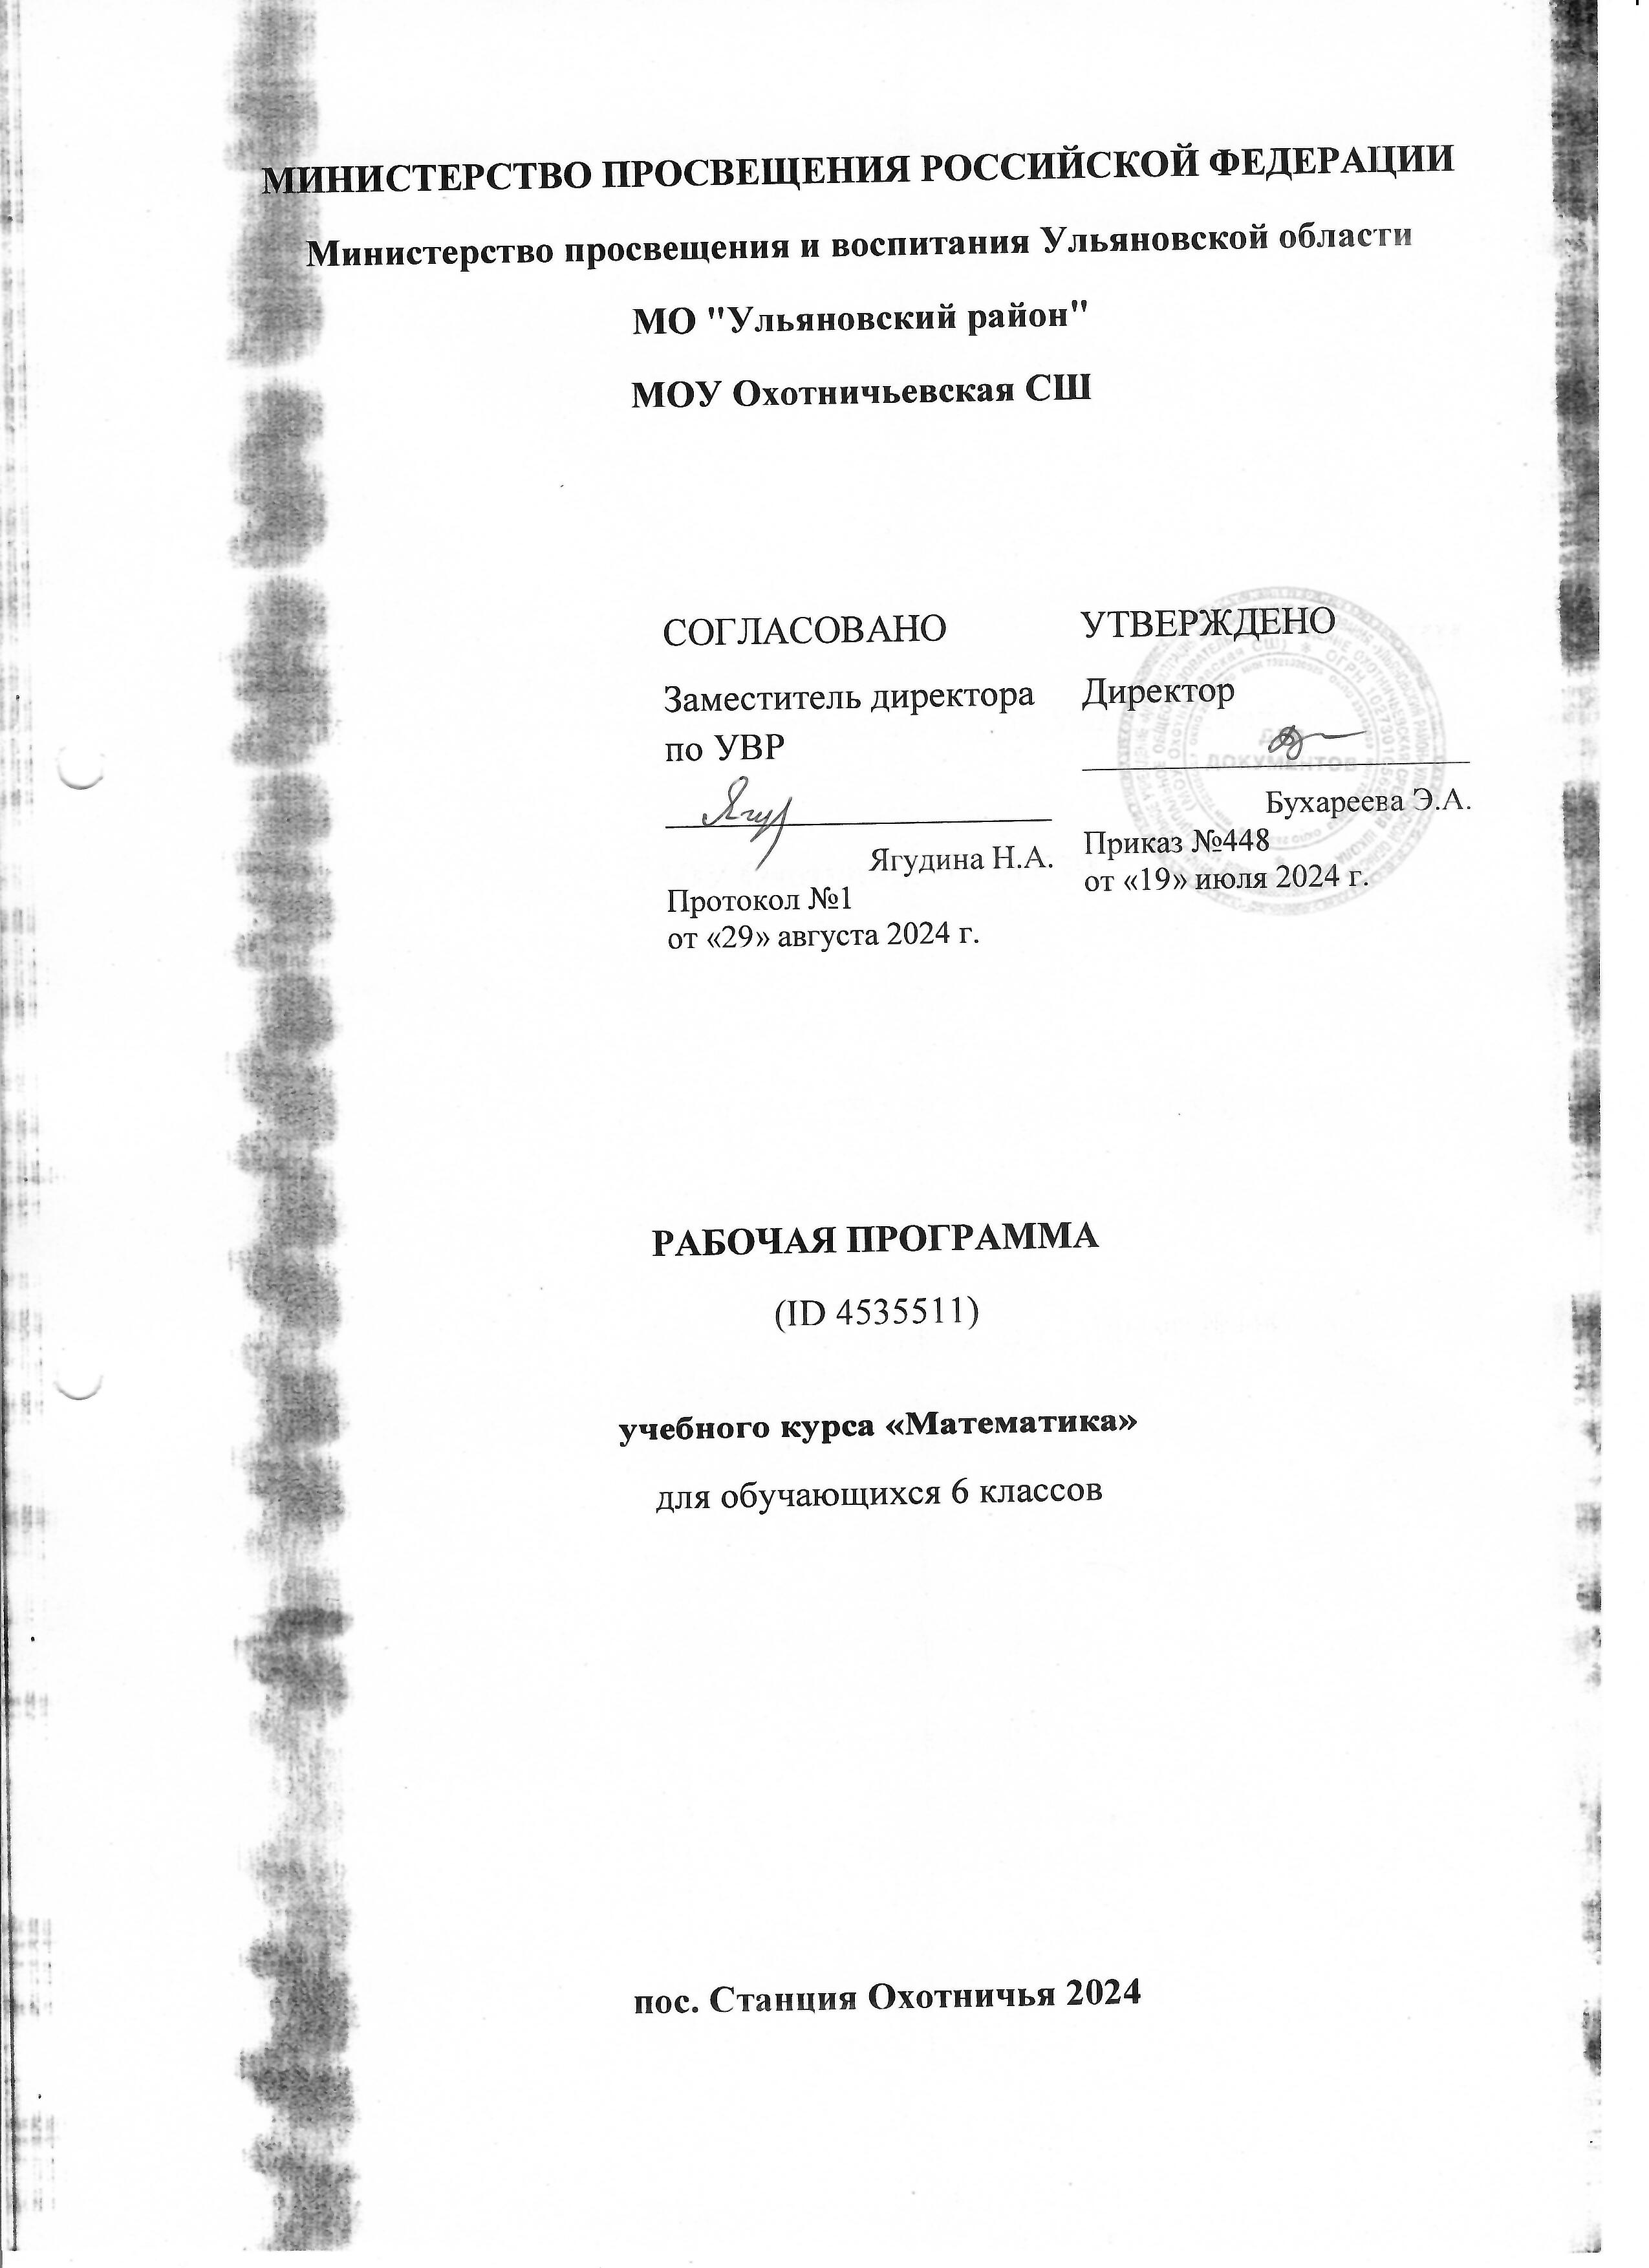 МИНИСТЕРСТВО ПРОСВЕЩЕНИЯ РОССИЙСКОЙ ФЕДЕРАЦИИ
Министерство просвещения и воспитания Ульяновской области
МО "Ульяновский район"
МОУ Охотничьевская СШ
СОГЛАСОВАНО
Заместитель директора
по УВР
Ягудина Н.А.
Протокол №1
от «29» августа 2024 г.
УТВЕРЖДЕНО
Директор
ДЛЯ
ДОКУМЕНТОВ
Бухареева Э.А.
Приказ №448
от «19» июля 2024 г.
РАБОЧАЯ ПРОГРАММА
(ID 4535511)
учебного курса «Математика»
для обучающихся 6 классов
пос. Станция Охотничья 2024